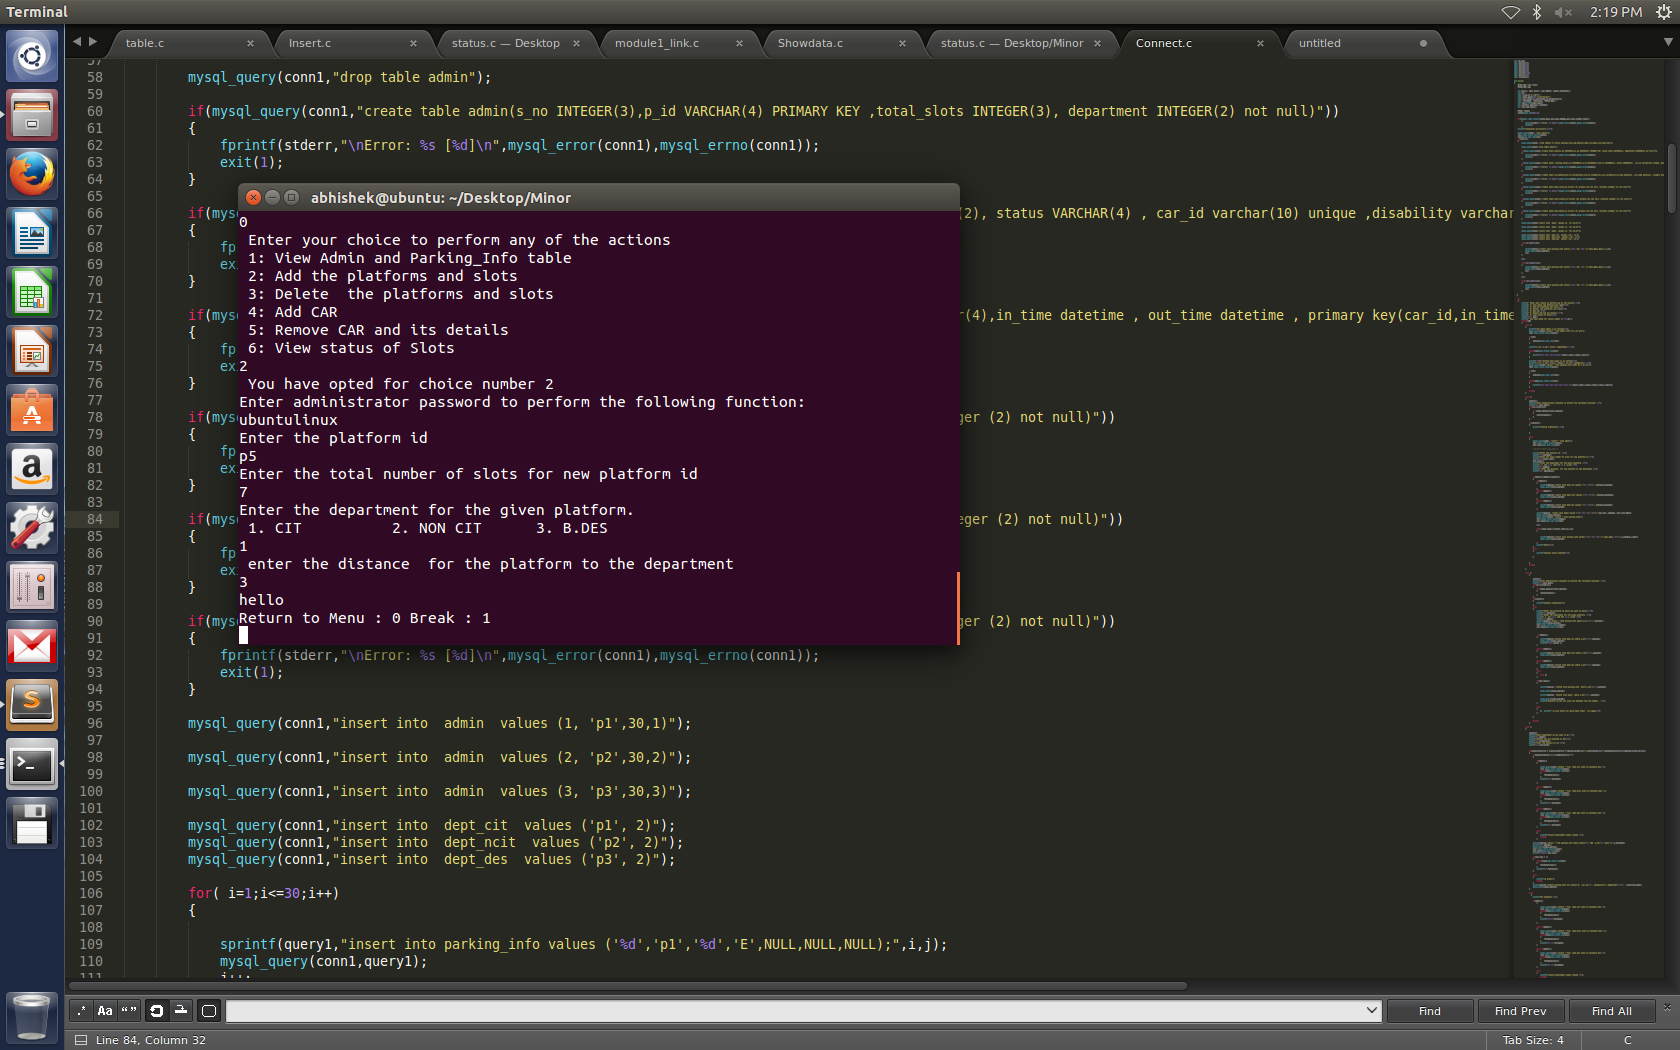 Terminal
2:19 PM
table.c
Insert.c
status.c — Desktop
module1_link.c
Showdata.c
status.c — Desktop/Minor
Connect.c
untitled
57
58 mysql_query(conn1,"drop table admin");
59
60 if(mysql_query(conn1,"create table admin(s_no INTEGER(3),p_id VARCHAR(4) PRIMARY KEY ,total_slots INTEGER(3), department INTEGER(2) not null)"))
61 {
62 fprintf(stderr,"\nError: %s [%d]\n",mysql_error(conn1),mysql_errno(conn1));
63 exit(1);
64 }
65
66 if(mys (2), status VARCHAR(4) , car_id varchar(10) unique ,disability varchar
67 {
68 fp
69 ex
70 }
71
72 if(mys r(4),in_time datetime , out_time datetime , primary key(car_id,in_time
73 {
74 fp
75 ex
76 }
77
78 if(mys ger (2) not null)"))
79 {
80 fp
81 ex
82 }
83
84 if(mys eger (2) not null)"))
85 {
86 fp
87 ex
88 }
89
90 if(mys ger (2) not null)"))
91 {
92 fprintf(stderr,"\nError: %s [%d]\n",mysql_error(conn1),mysql_errno(conn1));
93 exit(1);
94 }
95
96 mysql_query(conn1,"insert into  admin  values (1, 'p1',30,1)");
97
98 mysql_query(conn1,"insert into  admin  values (2, 'p2',30,2)");
99
100 mysql_query(conn1,"insert into  admin  values (3, 'p3',30,3)");
101
102 mysql_query(conn1,"insert into  dept_cit  values ('p1', 2)");
103 mysql_query(conn1,"insert into  dept_ncit  values ('p2', 2)");
104 mysql_query(conn1,"insert into  dept_des  values ('p3', 2)");
105
106 for( i=1;i<=30;i++)
107 {
108
109 sprintf(query1,"insert into parking_info values ('%d','p1','%d','E',NULL,NULL,NULL);",i,j);
110 mysql_query(conn1,query1);
111 j++;
abhishek@ubuntu: ~/Desktop/Minor
0
Enter your choice to perform any of the actions
1: View Admin and Parking_Info table
2: Add the platforms and slots
3: Delete  the platforms and slots
4: Add CAR
5: Remove CAR and its details
6: View status of Slots
2
You have opted for choice number 2
Enter administrator password to perform the following function:
ubuntulinux
Enter the platform id
p5
Enter the total number of slots for new platform id
7
Enter the department for the given platform.
1. CIT          2. NON CIT      3. B.DES
1
enter the distance  for the platform to the department
3
hello
Return to Menu : 0 Break : 1
.* Aa “”
Find
Find Prev
Find All
Line 84, Column 32
Tab Size: 4
C